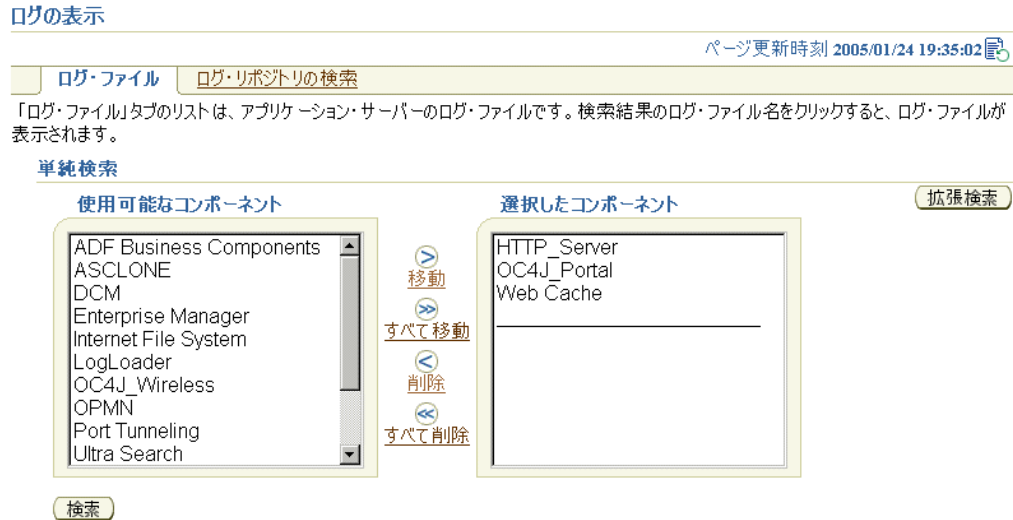 ログの表示
ページ更新時刻 2005/01/24 19:35:02
ログ・ファイル ログ・リポジトリの検索
「ログ・ファイル」タブのリストは、アプリケーション・サーバーのログ・ファイルです。検索結果のログ・ファイル名をクリックすると、ログ・ファイルが
表示されます。
単純検索
拡張検索
使用可能なコンポーネント
ADF Business Components
ASCLONE
DCM
Enterprise Manager
Internet File System
LogLoader
OC4J_Wireless
OPMN
Port Tunneling
Ultra Search
移動
すべて移動
削除
すべて削除
選択したコンポーネント
HTTP_Server
OC4J_Portal
Web Cache
検索